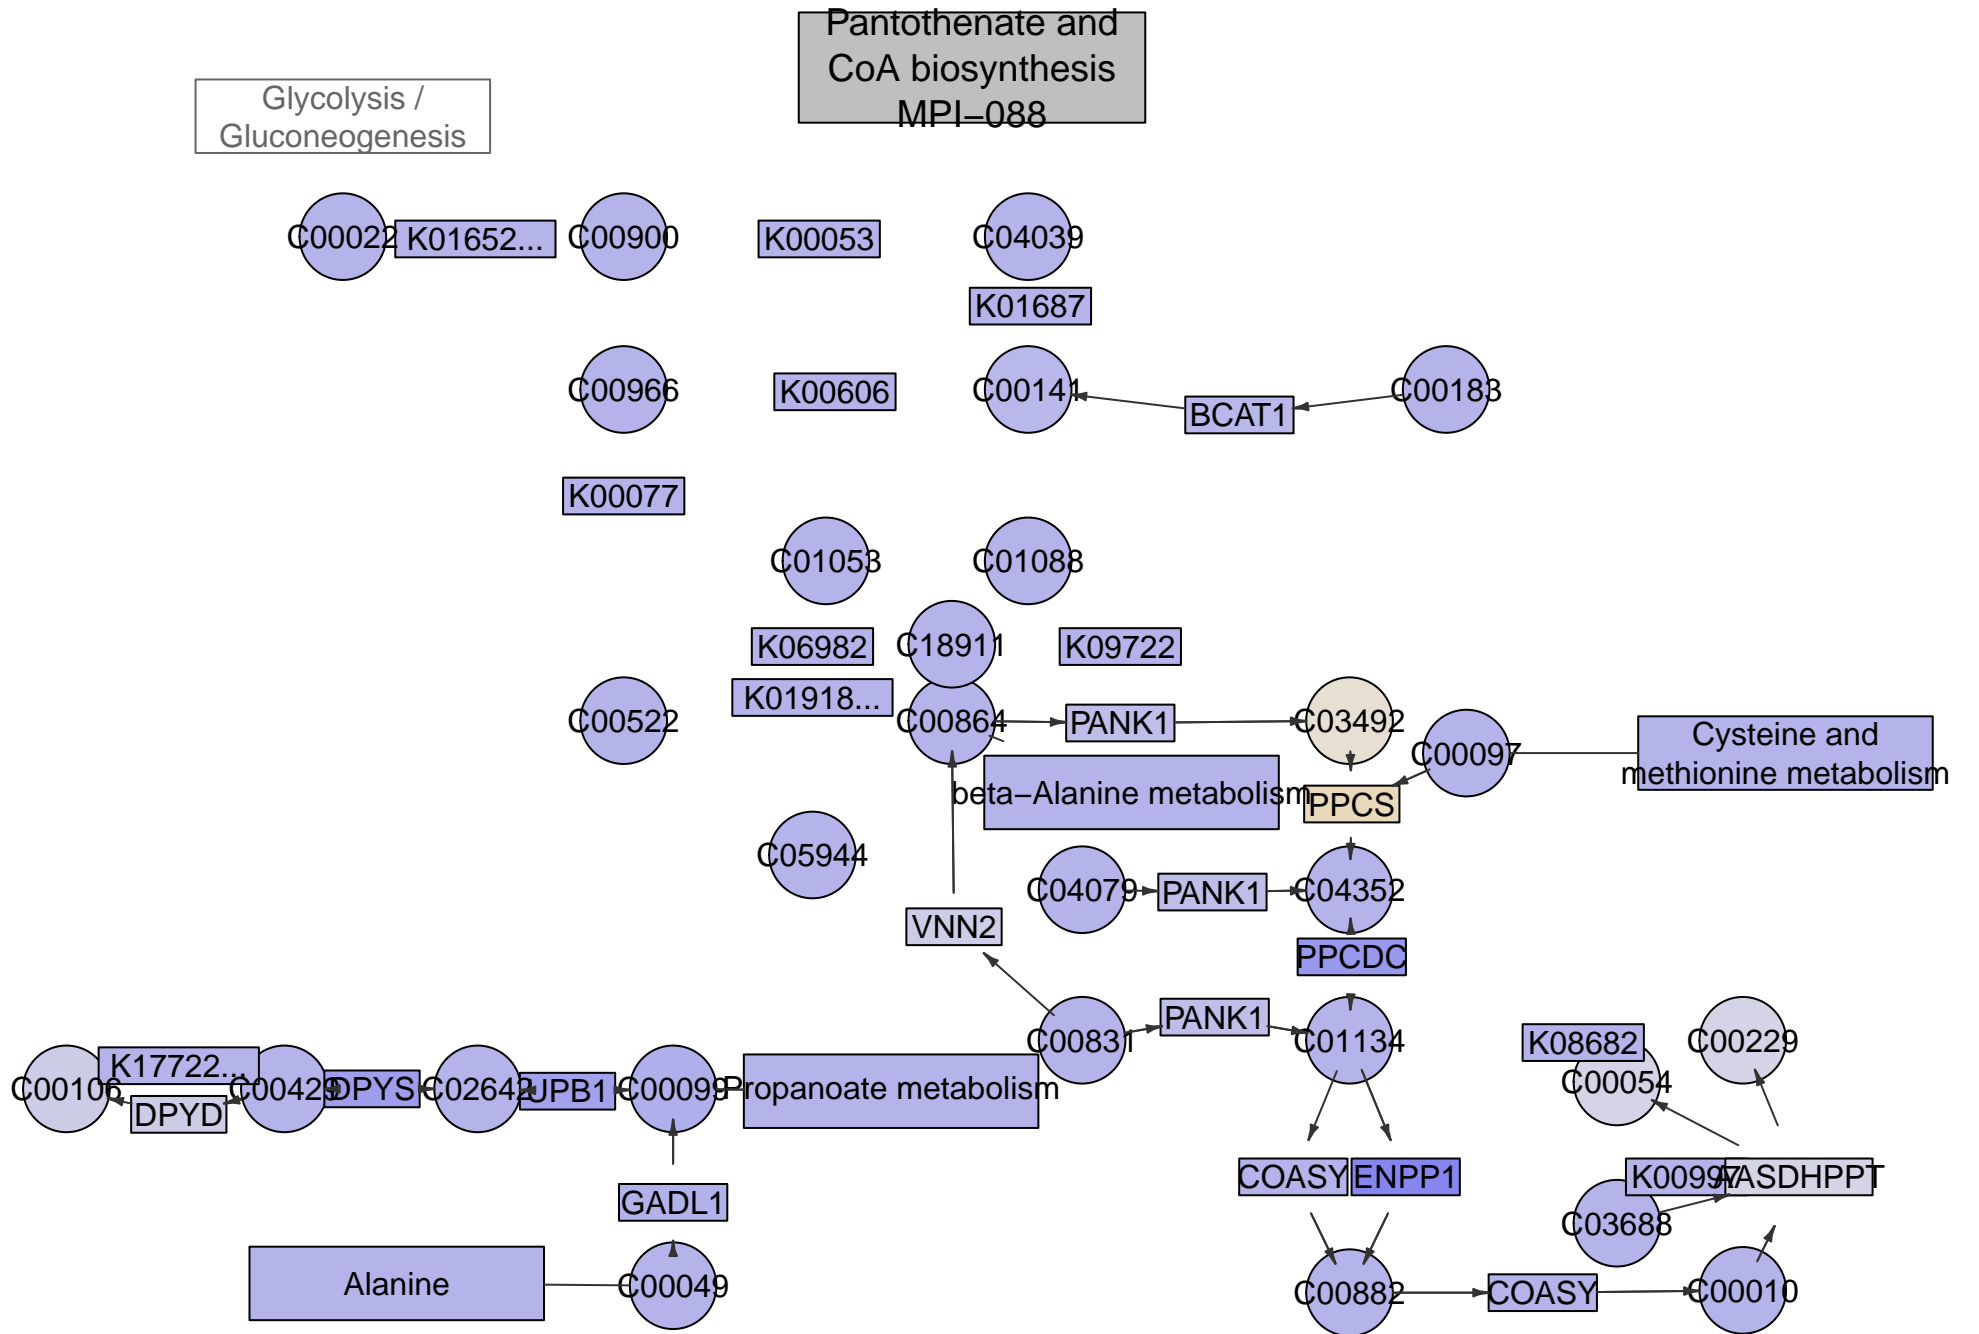 Pantothenate and
CoA biosynthesis
MPI−088
Glycolysis /
Gluconeogenesis
C00022
K01652...
C00900
K00053
C04039
K01687
C00966
K00606
C00141
BCAT1
C00183
K00077
C01053
C01088
K06982
C18911
K09722
K01918...
C00522
C00864
PANK1
C03492
C00097
Cysteine and
methionine metabolism
beta−Alanine metabolism
PPCS
C05944
C04079
PANK1
C04352
VNN2
PPCDC
C00831
PANK1
C01134
K08682
C00229
C00054
K17722...
C00106
DPYD
C00429
DPYS
C02642
UPB1
C00099
Propanoate metabolism
COASY
ENPP1
K00997
AASDHPPT
GADL1
C03688
Alanine
C00049
C00882
COASY
C00010